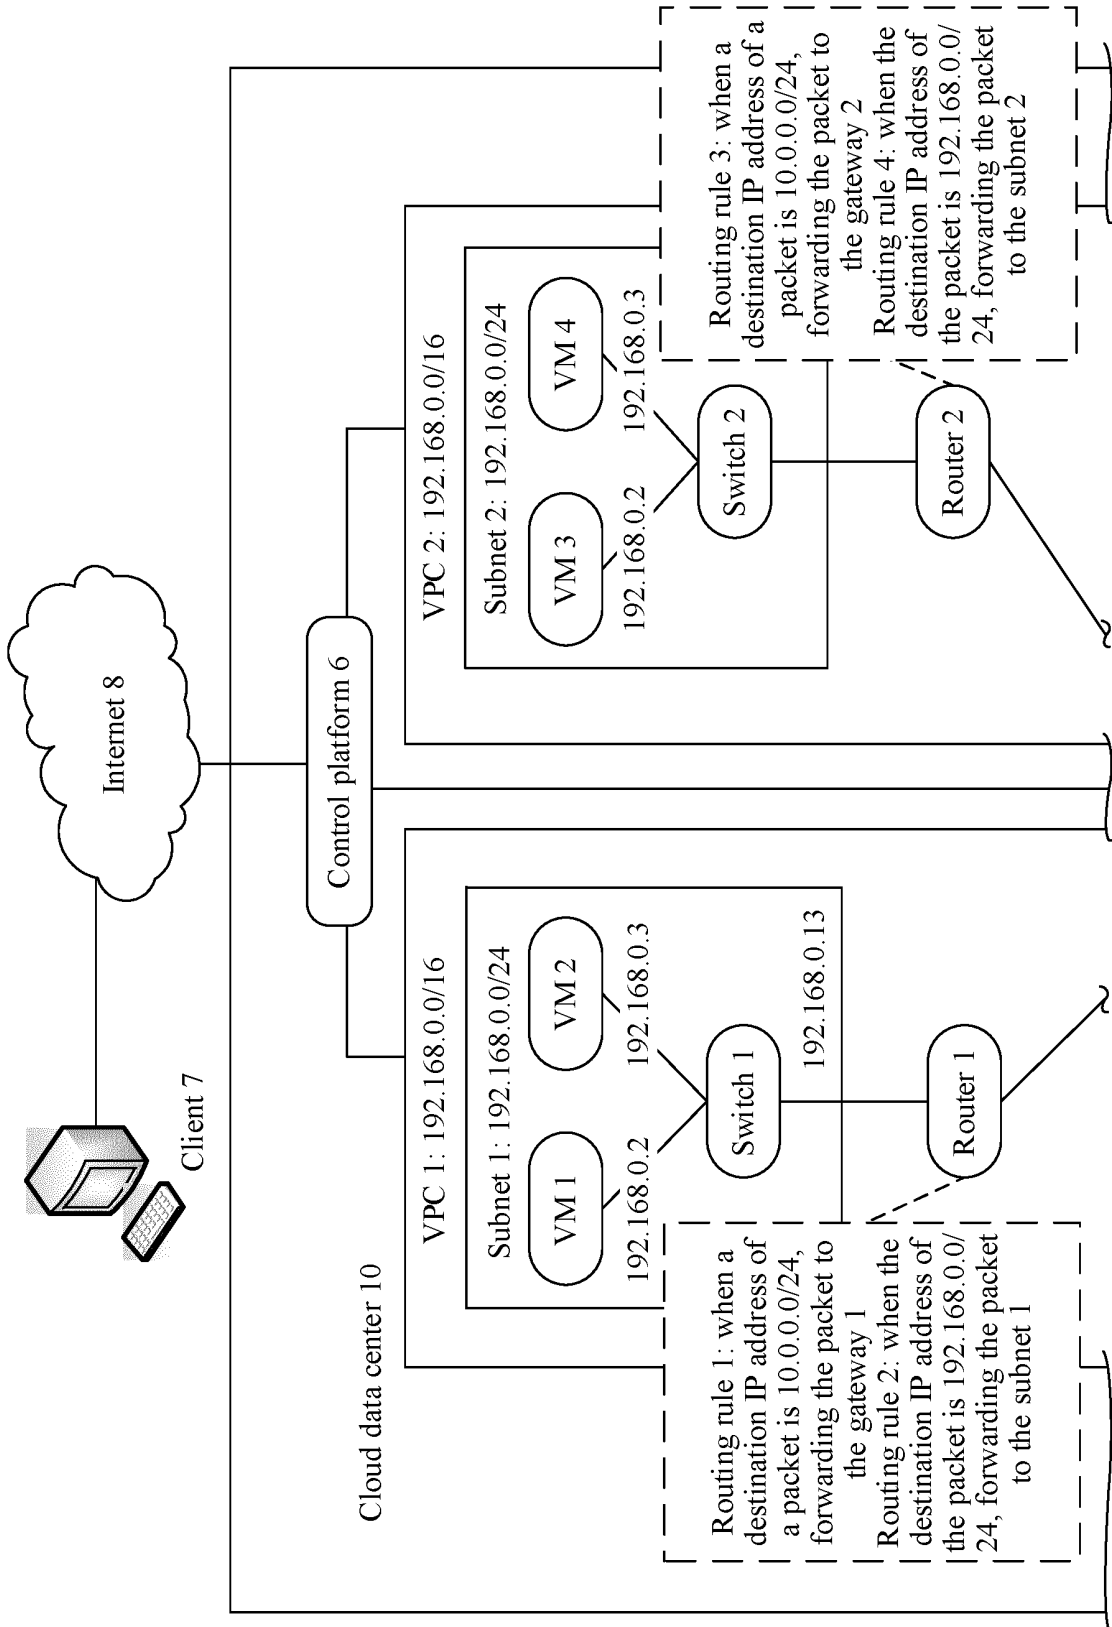 Internet 8
Client 7
Control platform 6
Cloud data center 10
VPC 1: 192.168.0.0/16
Subnet 1: 192.168.0.0/24
VM 1
VM 2
192.168.0.2
192.168.0.3
Switch 1
192.168.0.13
Router 1
Routing rule 1: when a
destination IP address of
a packet is 10.0.0.0/24,
forwarding the packet to
the gateway 1
Routing rule 2: when the
destination IP address of
the packet is 192.168.0.0/
24, forwarding the packet
to the subnet 1
VPC 2: 192.168.0.0/16
Subnet 2: 192.168.0.0/24
VM 3
VM 4
192.168.0.2
192.168.0.3
Switch 2
Router 2
Routing rule 3: when a
destination IP address of a
packet is 10.0.0.0/24,
forwarding the packet to
the gateway 2
Routing rule 4: when the
destination IP address of
the packet is 192.168.0.0/
24, forwarding the packet
to the subnet 2